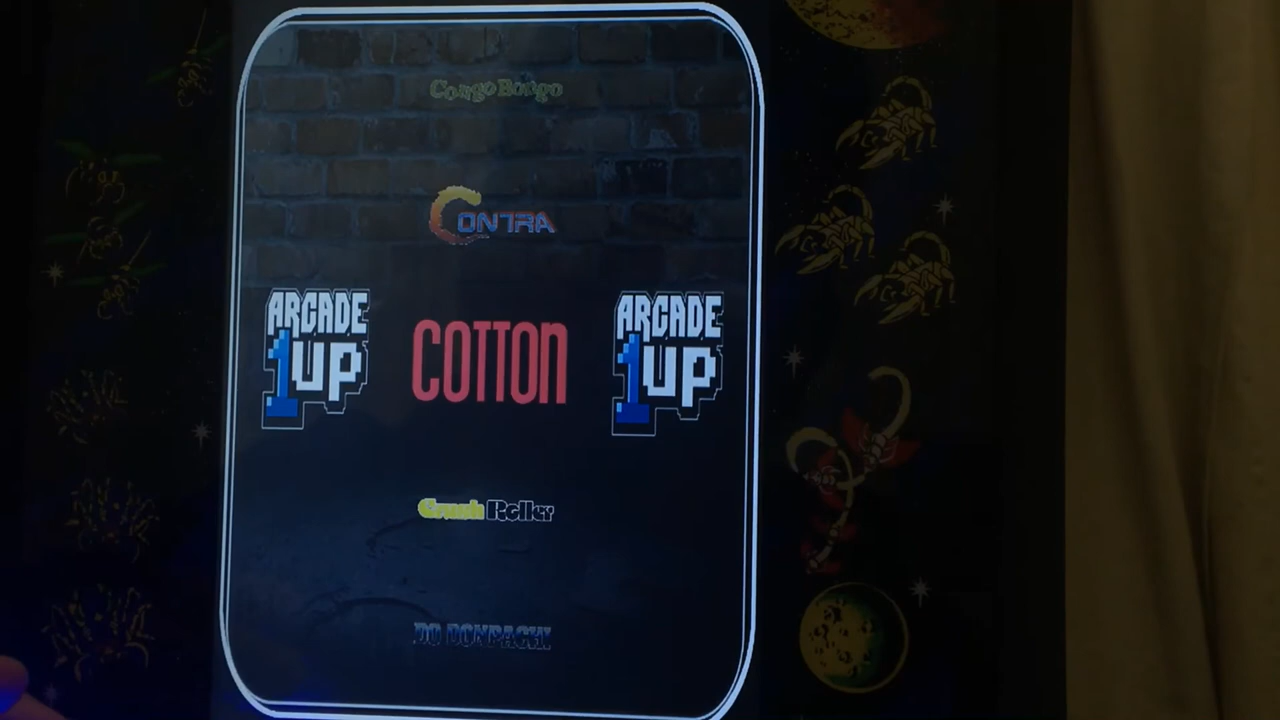 Congo Bongo
CONTRA
ARCADE
1UP
COTTON
ARCADE
1UP
Crush Roller
DO DONPACHI